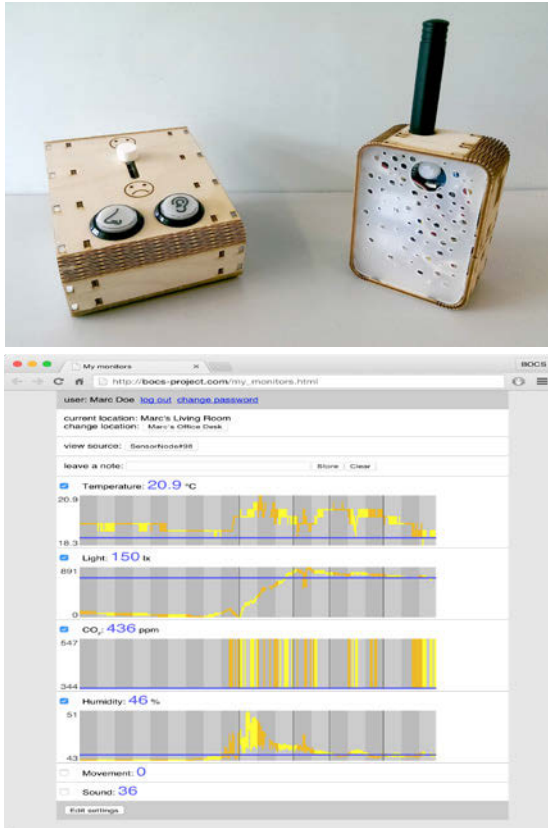 My monitors
BOCS
http://bocs-project.com/my_monitors.html
user: Marc Doe log out change password
current location: Marc's Living Room
change location: Marc's Office Desk
view source: SensorNode#98
leave a note: Store Clear
Temperature: 20.9 °C
20.9
18.3
Light: 150 lx
891
0
CO₂: 436 ppm
547
344
Humidity: 46 %
51
43
Movement: 0
Sound: 36
Edit settings